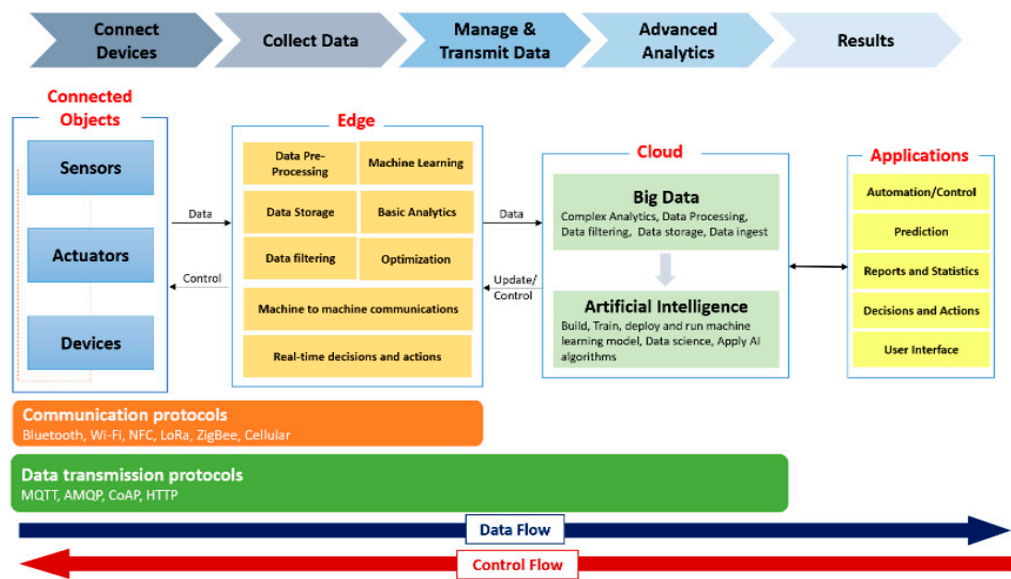 Connect
Devices
Collect Data
Manage &
Transmit Data
Advanced
Analytics
Results
Connected
Objects
Sensors
Actuators
Devices
Data
Control
Edge
Data Pre-
Processing
Machine Learning
Data Storage
Basic Analytics
Data filtering
Optimization
Machine to machine communications
Real-time decisions and actions
Data
Update/
Control
Cloud
Big Data
Complex Analytics, Data Processing,
Data filtering, Data storage, Data ingest
Artificial Intelligence
Build, Train, deploy and run machine
learning model, Data science, Apply AI
algorithms
Applications
Automation/Control
Prediction
Reports and Statistics
Decisions and Actions
User Interface
Communication protocols
Bluetooth, Wi-Fi, NFC, LoRa, ZigBee, Cellular
Data transmission protocols
MQTT, AMQP, CoAP, HTTP
Data Flow
Control Flow